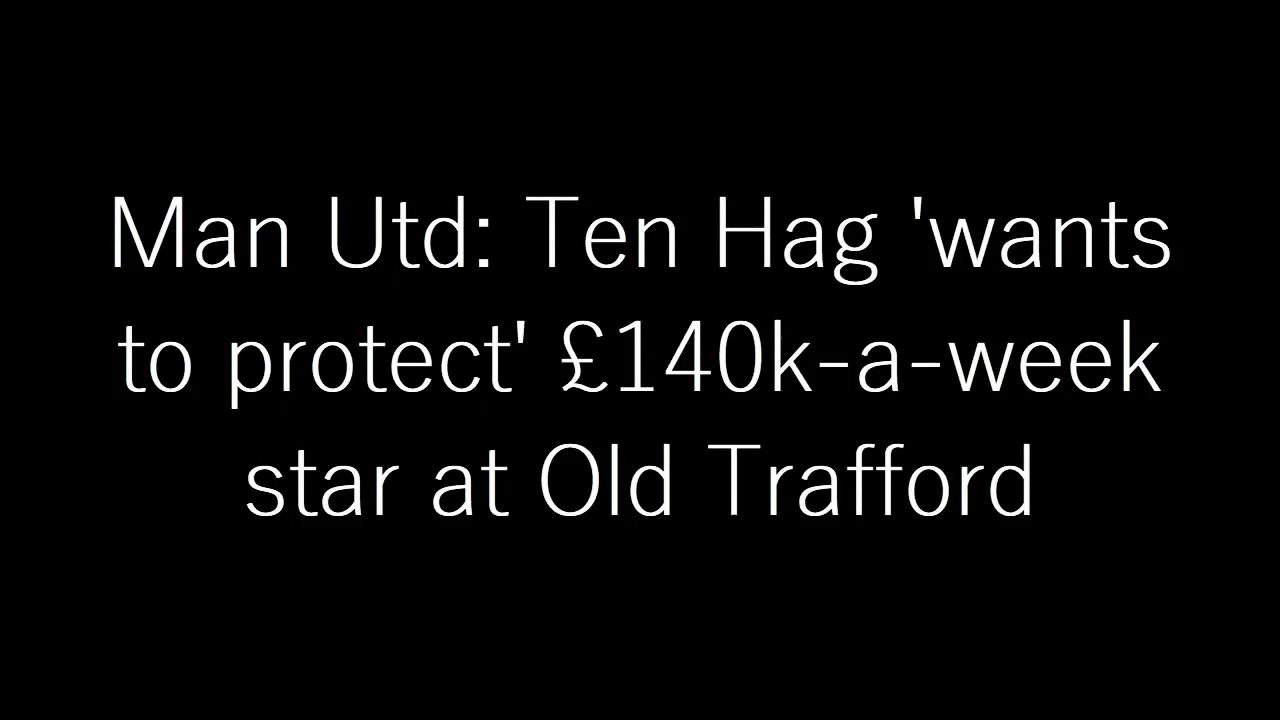 Man Utd: Ten Hag 'wants
to protect' £140k-a-week
star at Old Trafford